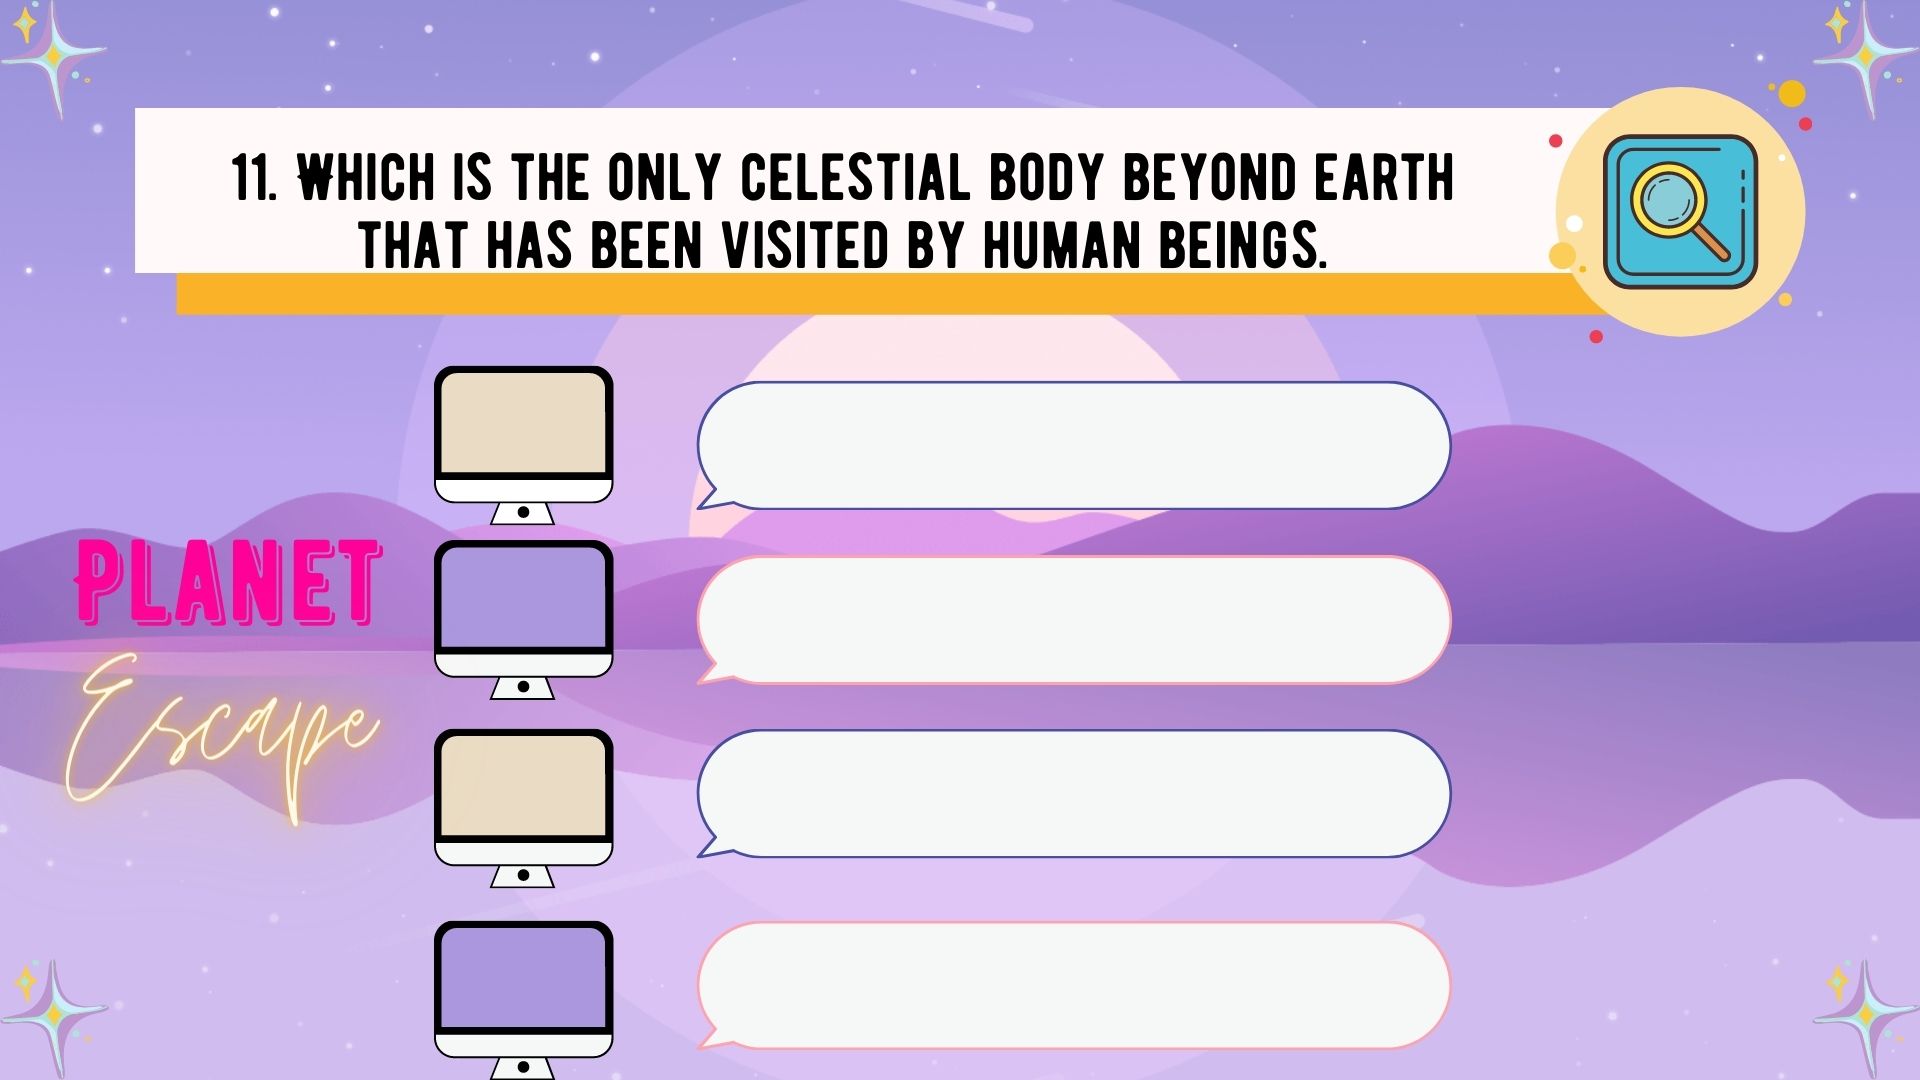 11. WHICH IS THE ONLY CELESTIAL BODY BEYOND EARTH
THAT HAS BEEN VISITED BY HUMAN BEINGS.
PLANET
Escape